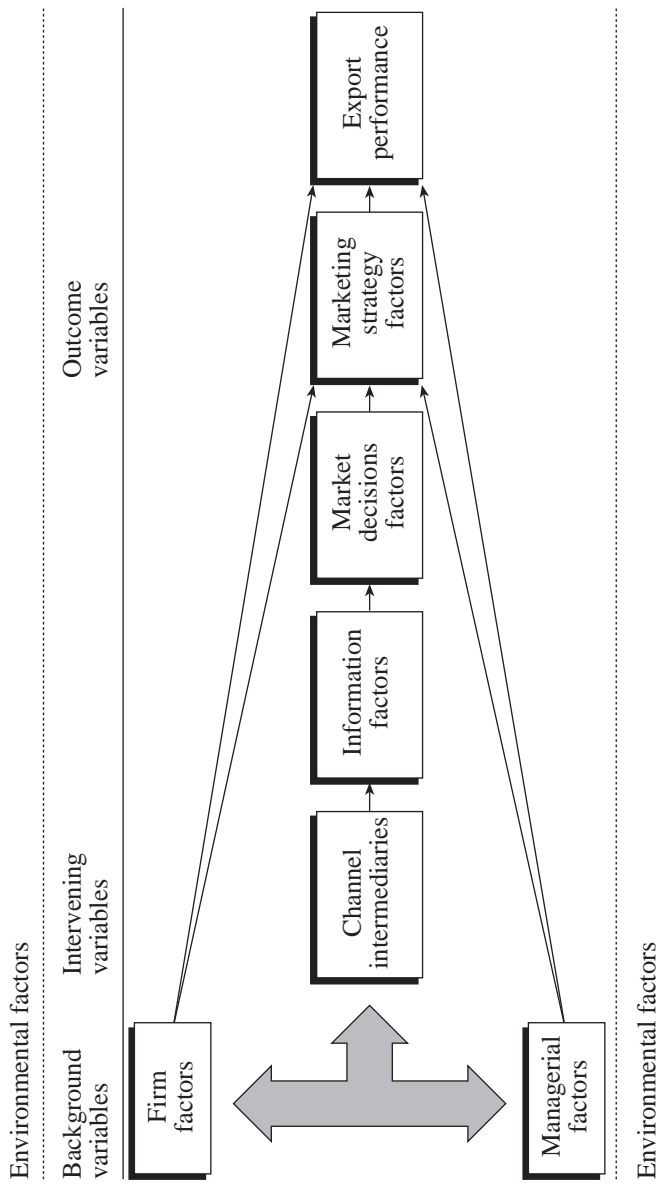 Environmental factors
Background
variables
Intervening
variables
Outcome
variables
Firm
factors
Channel
intermediaries
Information
factors
Market
decisions
factors
Marketing
strategy
factors
Export
performance
Managerial
factors
Environmental factors